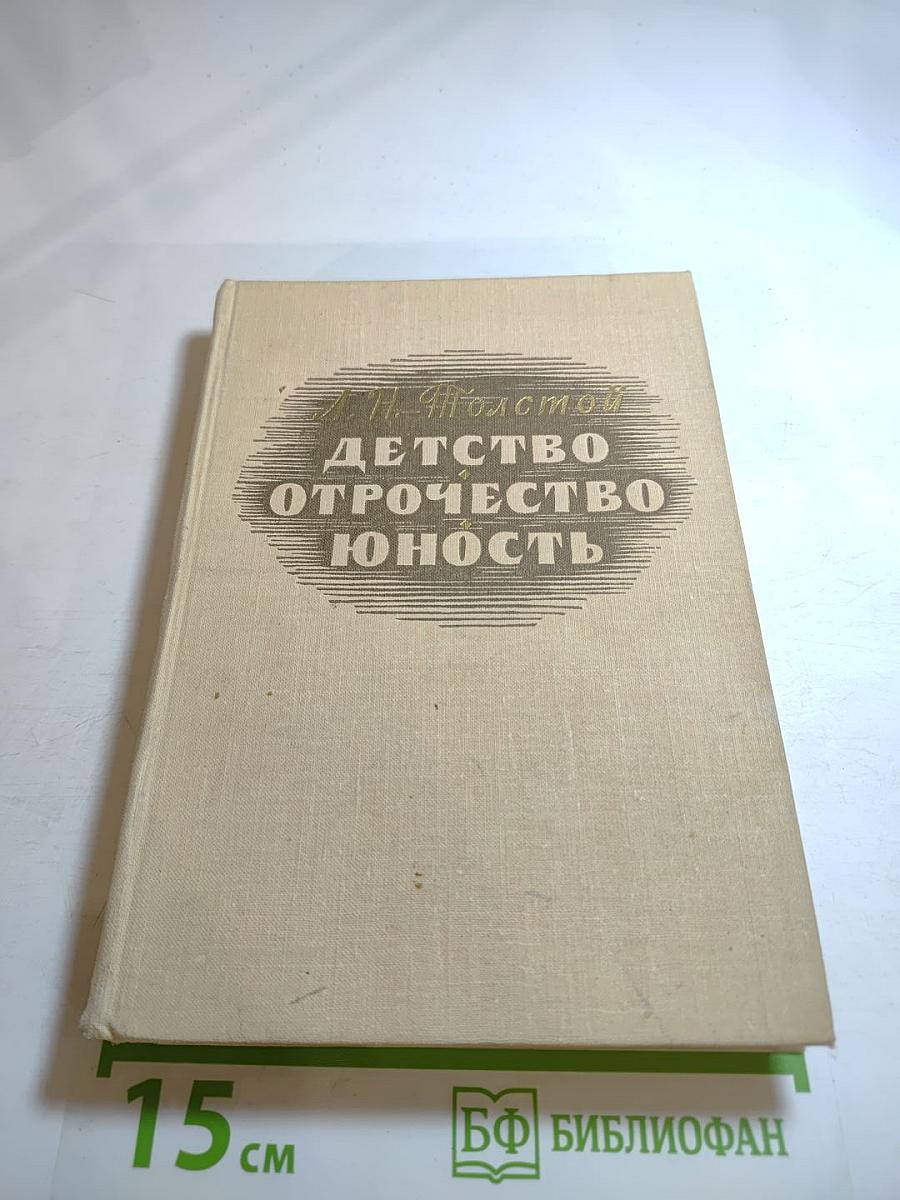 Л. Н. Толстой
ДЕТСТВО
ОТРОЧЕСТВО
ЮНОСТЬ
15 см
БФ БИБЛИОФАН